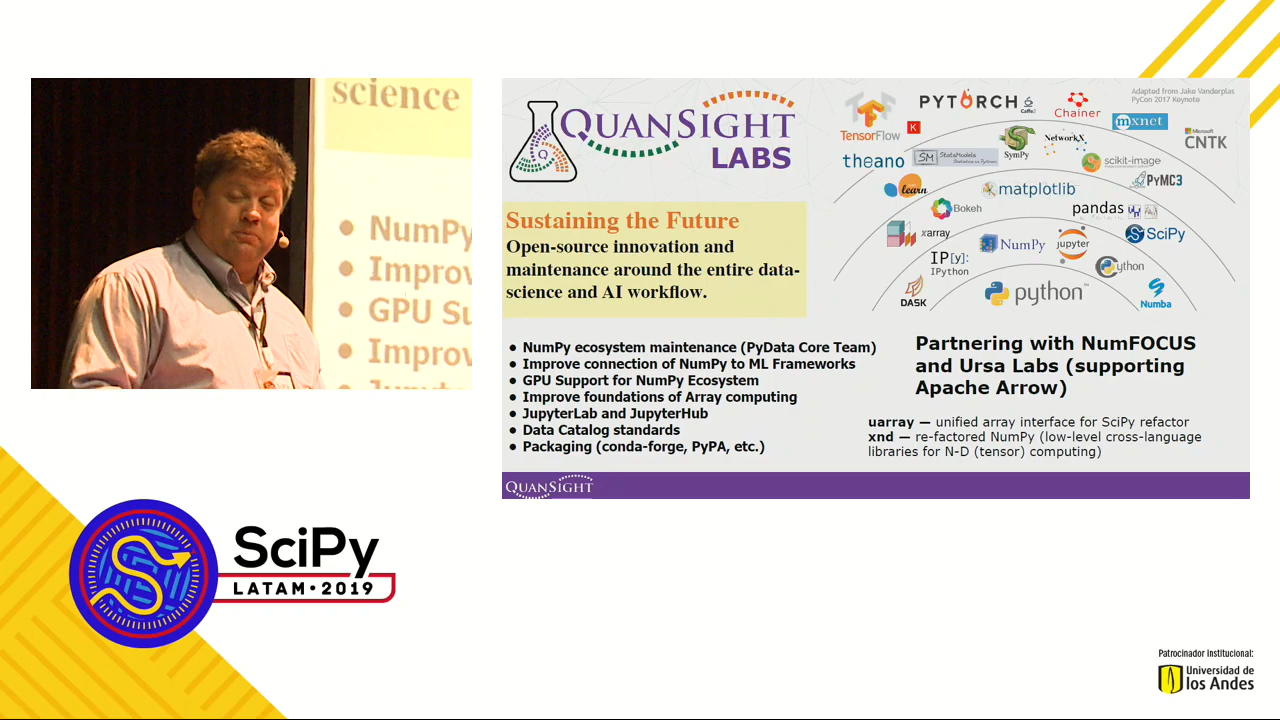 science
NumPy
Improv
GPU Su
Improv
QUANSIGHT
LABS
Sustaining the Future
Open-source innovation and
maintenance around the entire data-
science and AI workflow.
Adapted from Jake Vanderplas
PyCon 2017 Keynote
TensorFlow
K
PYTORCH
Caffe2
Chainer
mxnet
Microsoft
CNTK
theano
SM
StatsModels
Statistics in Python
SymPy
NetworkX
scikit-image
PyMC3
learn
matplotlib
Bokeh
pandas
xarray
NumPy
jupyter
SciPy
IP[y]:
IPython
Cython
DASK
python™
Numba
● NumPy ecosystem maintenance (PyData Core Team)
● Improve connection of NumPy to ML Frameworks
● GPU Support for NumPy Ecosystem
● Improve foundations of Array computing
● JupyterLab and JupyterHub
● Data Catalog standards
● Packaging (conda-forge, PyPA, etc.)
Partnering with NumFOCUS
and Ursa Labs (supporting
Apache Arrow)
uarray — unified array interface for SciPy refactor
xnd — re-factored NumPy (low-level cross-language
libraries for N-D (tensor) computing)
QUANSIGHT
SciPy
LATAM·2019
Patrocinador institucional:
Universidad de
los Andes